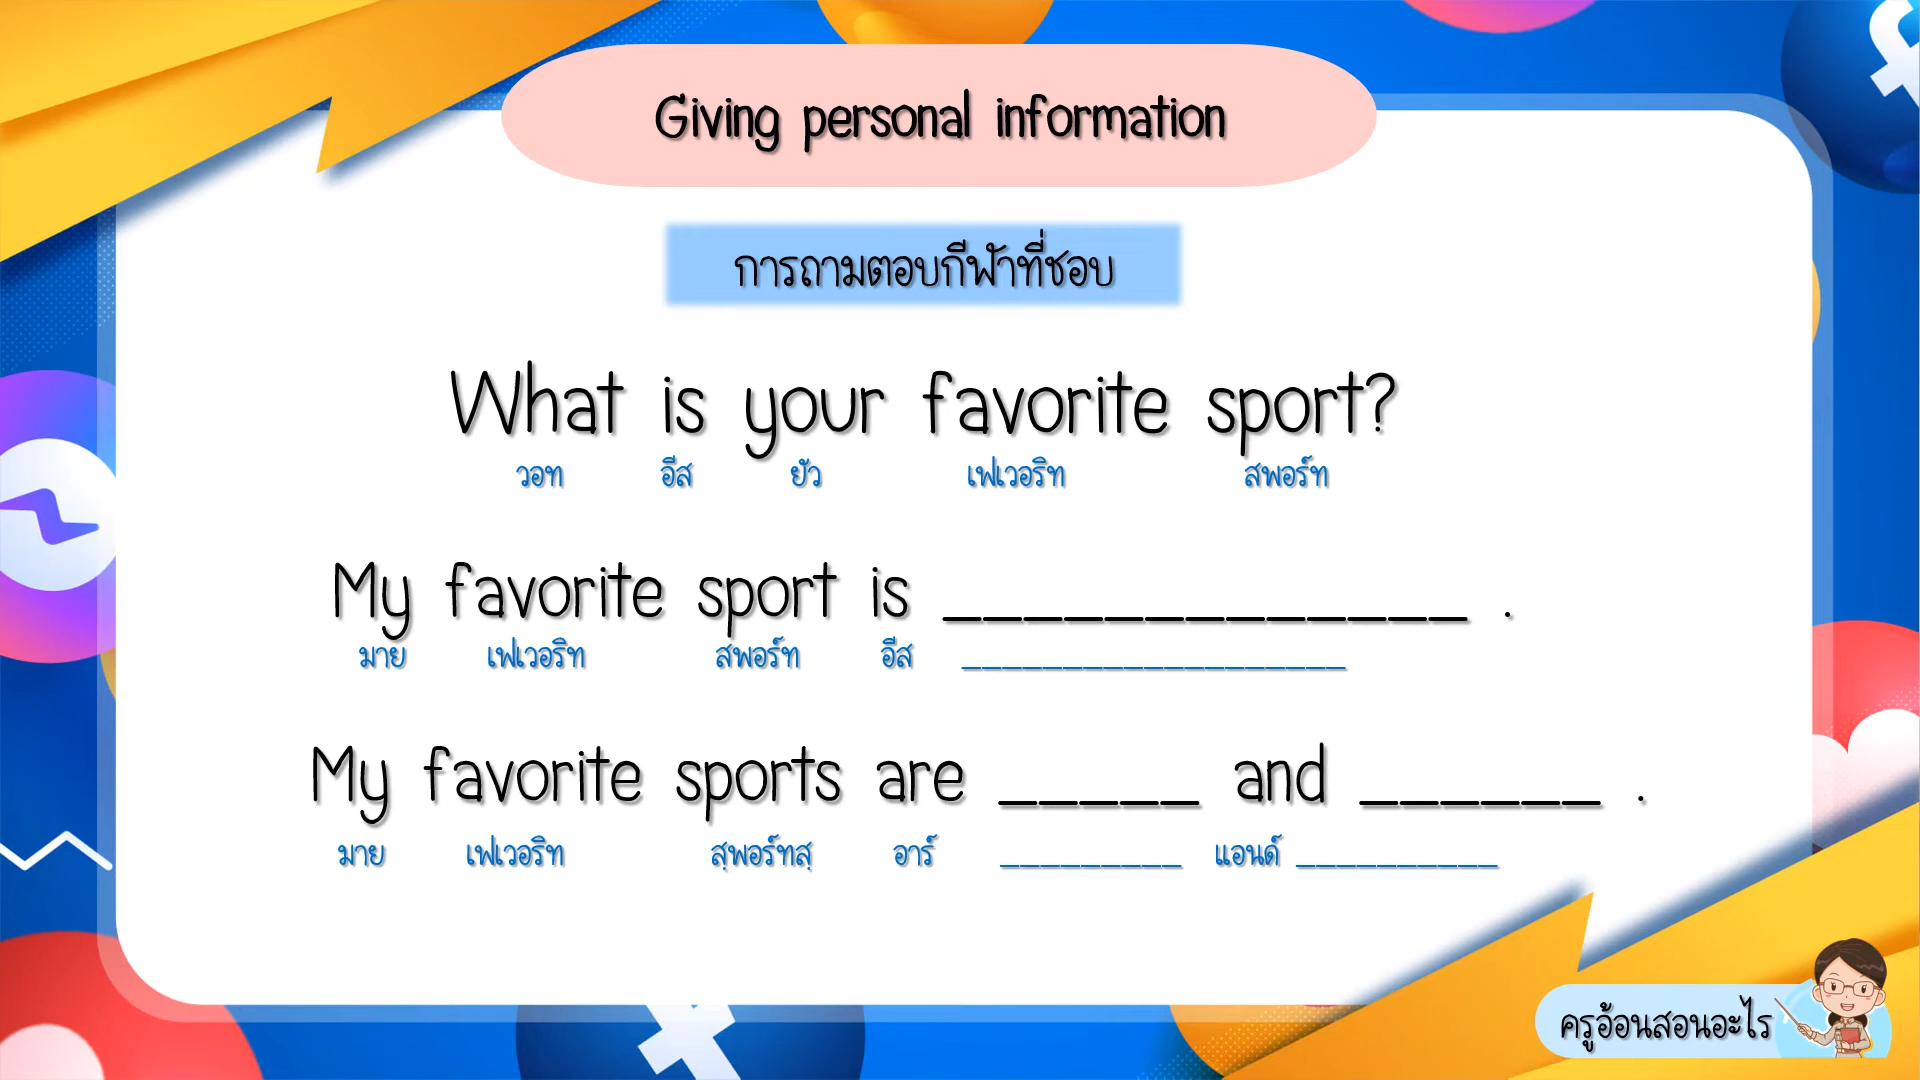 Giving personal information
การถามตอบกีฬาที่ชอบ
What is your favorite sport?
วอท อีส ยัว เฟเวอริท สพอร์ท
My favorite sport is _____________ .
มาย เฟเวอริท สพอร์ท อีส ___________________
My favorite sports are _____ and ______ .
มาย เฟเวอริท สฺพอร์ทสฺ อาร์ _________ แอนด์ __________
ครูอ้อนสอนอะไร